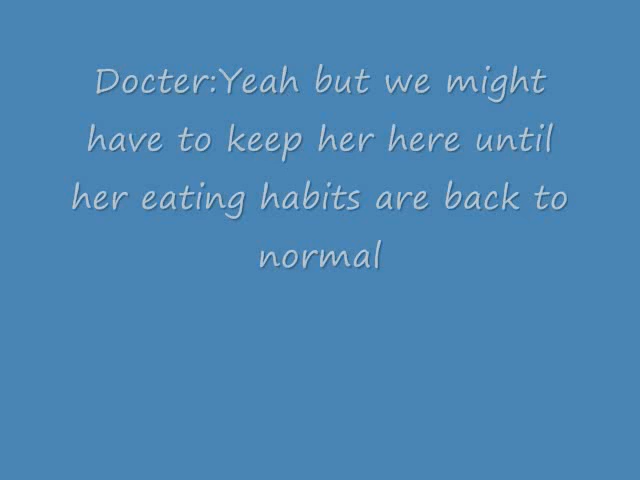 Docter:Yeah but we might
have to keep her here until
her eating habits are back to
normal